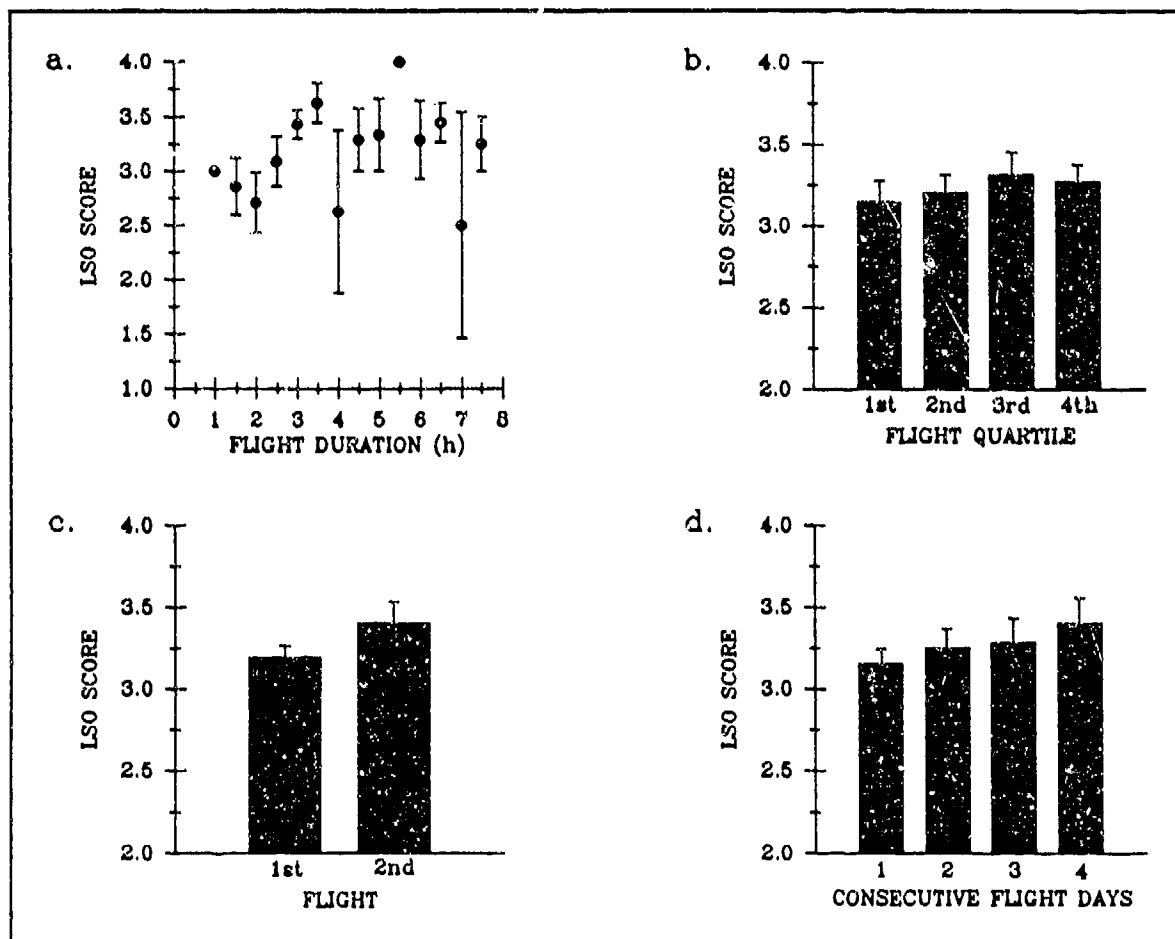 a.
4.0
3.5
3.0
2.5
2.0
1.5
1.0
LSO SCORE
0 1 2 3 4 5 6 7 8
FLIGHT DURATION (h)
b.
4.0
3.5
3.0
2.5
2.0
LSO SCORE
1st 2nd 3rd 4th
FLIGHT QUARTILE
c.
4.0
3.5
3.0
2.5
2.0
LSO SCORE
1st 2nd
FLIGHT
d.
4.0
3.5
3.0
2.5
2.0
LSO SCORE
1 2 3 4
CONSECUTIVE FLIGHT DAYS